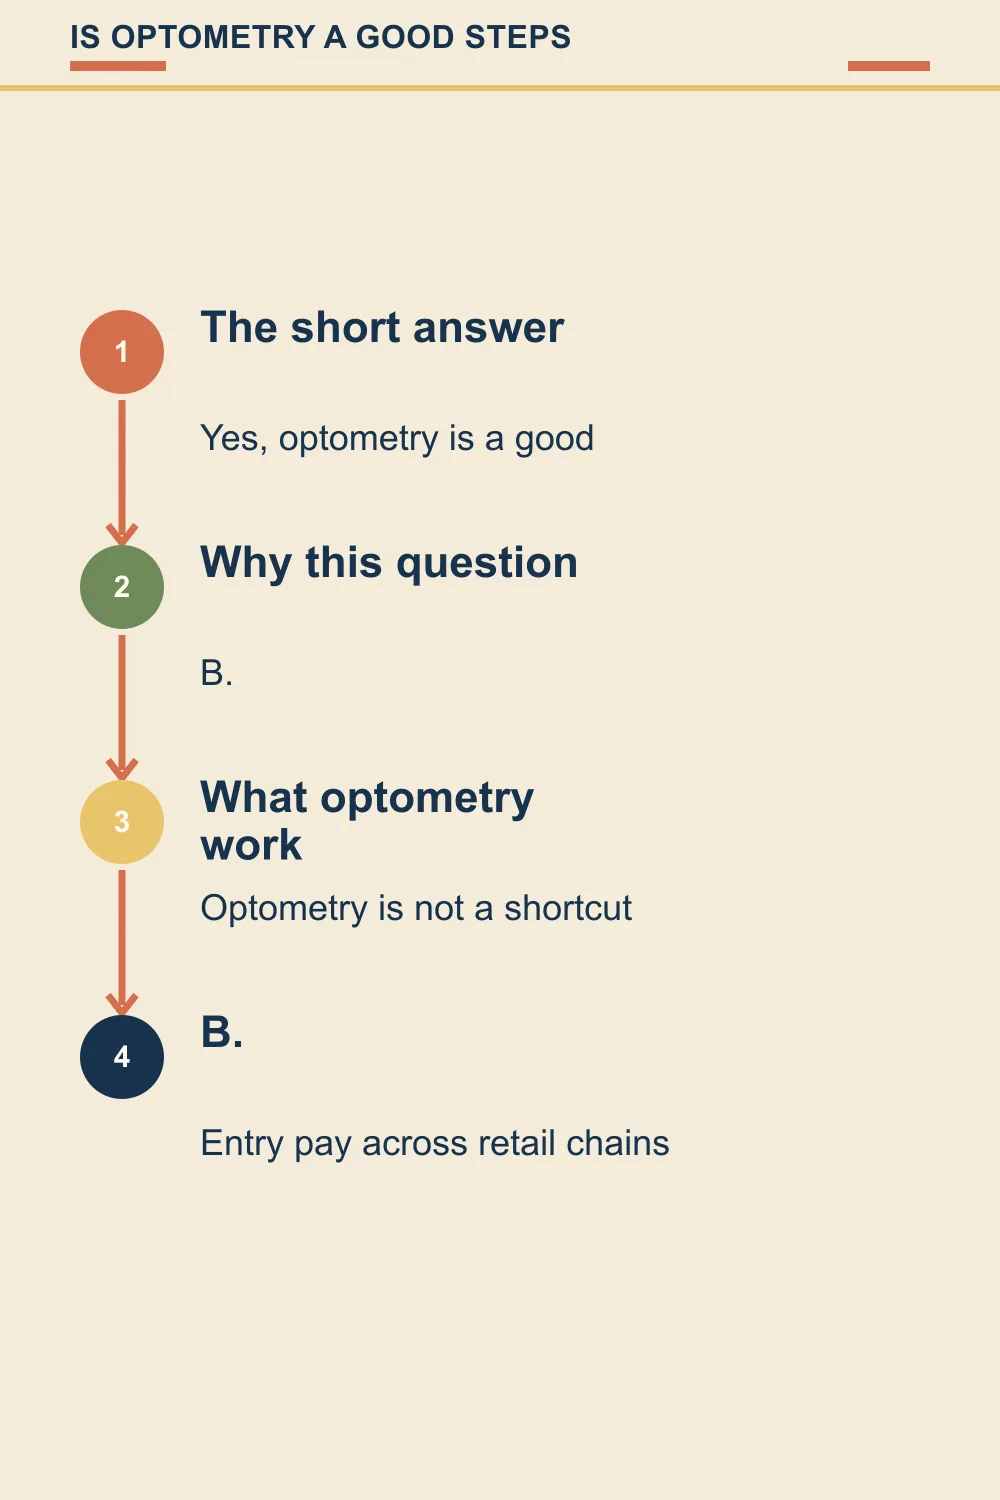 IS OPTOMETRY A GOOD STEPS
1
The short answer
Yes, optometry is a good
2
Why this question
B.
3
What optometry
work
Optometry is not a shortcut
4
B.
Entry pay across retail chains